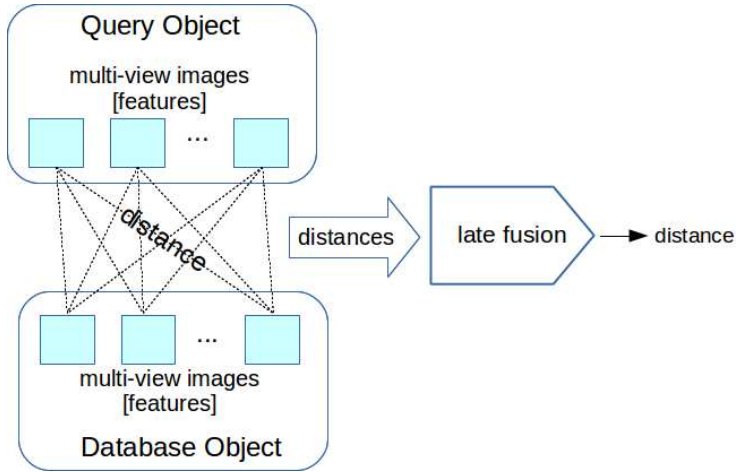 Query Object
multi-view images
[features]
...
distance
distances
late fusion
distance
...
multi-view images
[features]
Database Object